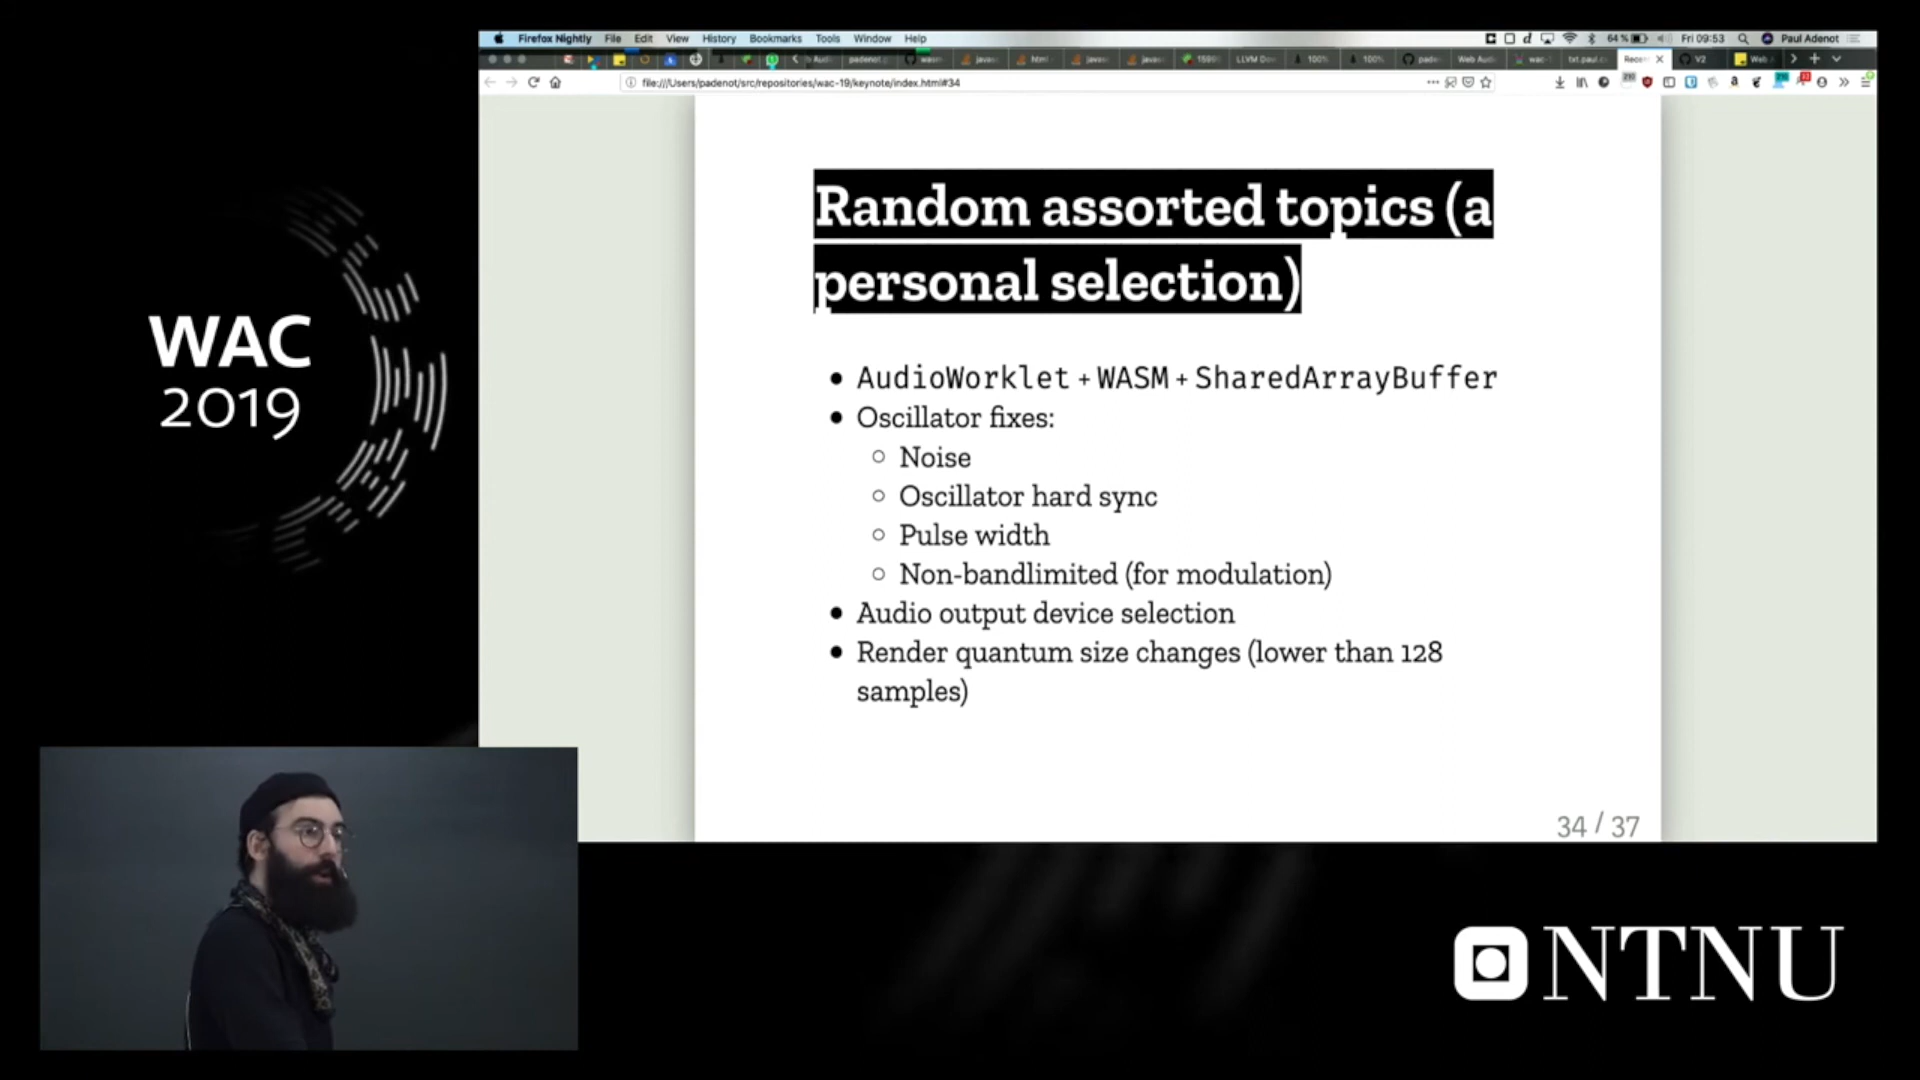 Firefox Nightly File Edit View History Bookmarks Tools Window Help
64% Fri 09:53 Paul Adenot
file:///Users/padenot/src/repositories/wac-19/keynote/index.html#34
Random assorted topics (a
personal selection)
AudioWorklet + WASM + SharedArrayBuffer
Oscillator fixes:
Noise
Oscillator hard sync
Pulse width
Non-bandlimited (for modulation)
Audio output device selection
Render quantum size changes (lower than 128
samples)
34 / 37
WAC
2019
NTNU